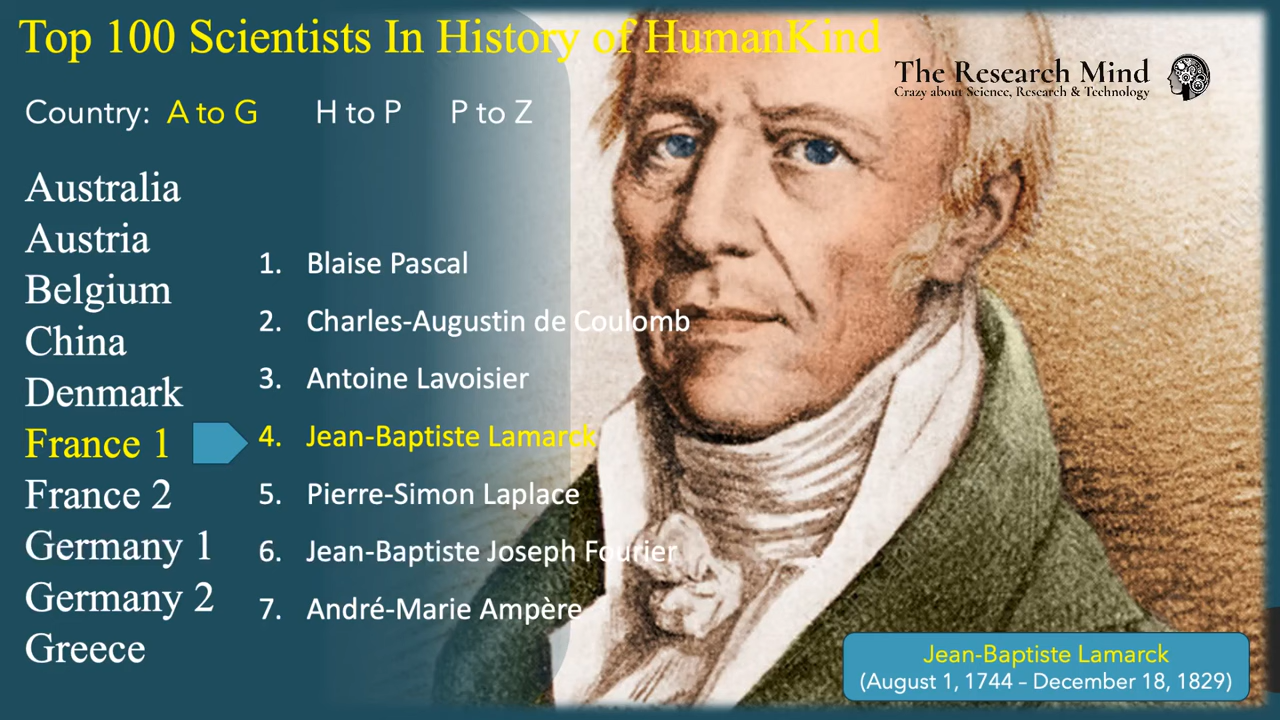 Top 100 Scientists In History of HumanKind
The Research Mind
Crazy about Science, Research & Technology
Country: A to G H to P P to Z
Australia
Austria
Belgium
China
Denmark
France 1
France 2
Germany 1
Germany 2
Greece
1. Blaise Pascal
2. Charles-Augustin de Coulomb
3. Antoine Lavoisier
4. Jean-Baptiste Lamarck
5. Pierre-Simon Laplace
6. Jean-Baptiste Joseph Fourier
7. André-Marie Ampère
Jean-Baptiste Lamarck
(August 1, 1744 – December 18, 1829)